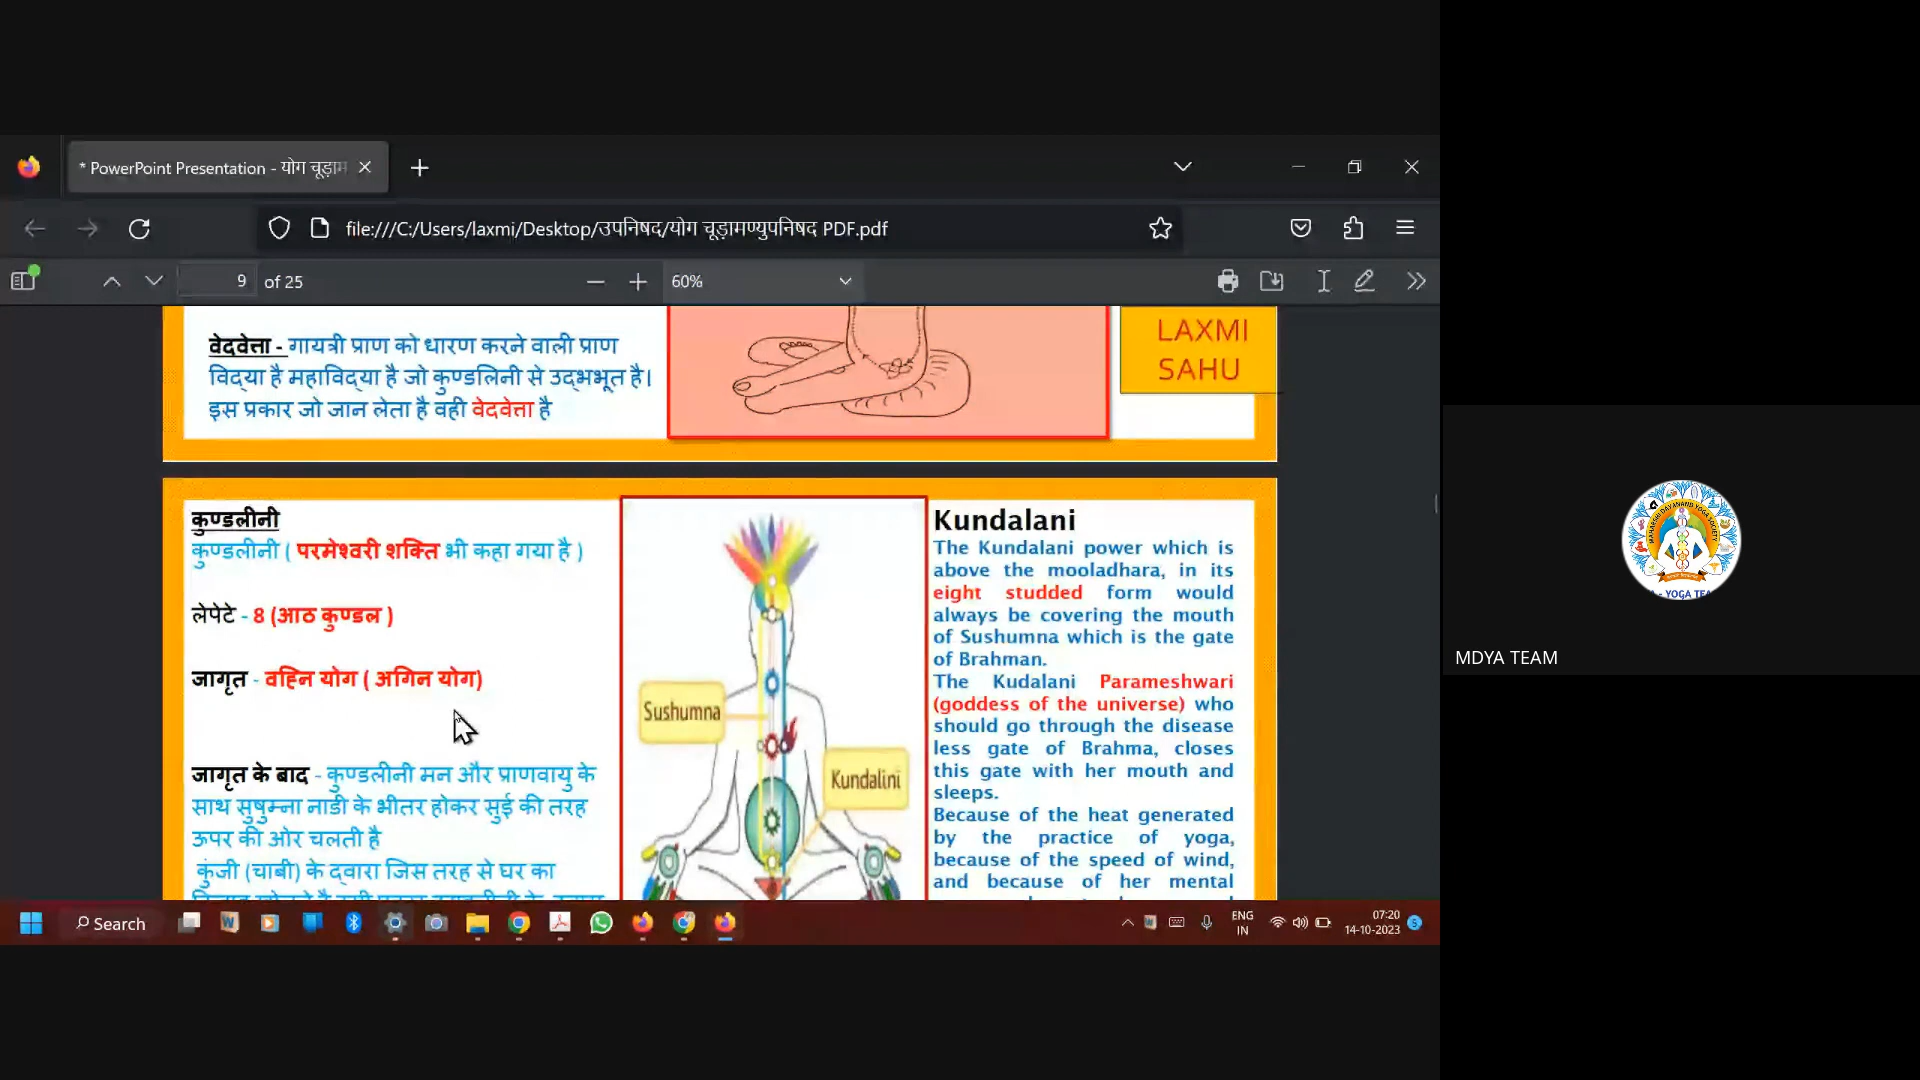 * PowerPoint Presentation - योग चूड़ाम
file:///C:/Users/laxmi/Desktop/उपनिषद/योग चूड़ामण्युपनिषद PDF.pdf
9 of 25
60%
वेदवेत्ता - गायत्री प्राण को धारण करने वाली प्राण
विद्या है महाविद्या है जो कुण्डलिनी से उद्भभूत है।
इस प्रकार जो जान लेता है वही वेदवेत्ता है
LAXMI
SAHU
कुण्डलीनी
कुण्डलीनी ( परमेश्वरी शक्ति भी कहा गया है )
लेपेटे - 8 (आठ कुण्डल )
जागृत - वह्निन योग ( अगिन योग)
जागृत के बाद - कुण्डलीनी मन और प्राणवायु के
साथ सुषुम्ना नाडी के भीतर होकर सुई की तरह
ऊपर की ओर चलती है
कुंजी (चाबी) के द्वारा जिस तरह से घर का
Sushumna
Kundalini
Kundalani
The Kundalani power which is
above the mooladhara, in its
eight studded form would
always be covering the mouth
of Sushumna which is the gate
of Brahman.
The Kudalani Parameshwari
(goddess of the universe) who
should go through the disease
less gate of Brahma, closes
this gate with her mouth and
sleeps.
Because of the heat generated
by the practice of yoga,
because of the speed of wind,
and because of her mental
MAHARSHI DAYANAND YOGA SOCIETY
MDYA TEAM
Search
ENG
IN
07:20
14-10-2023